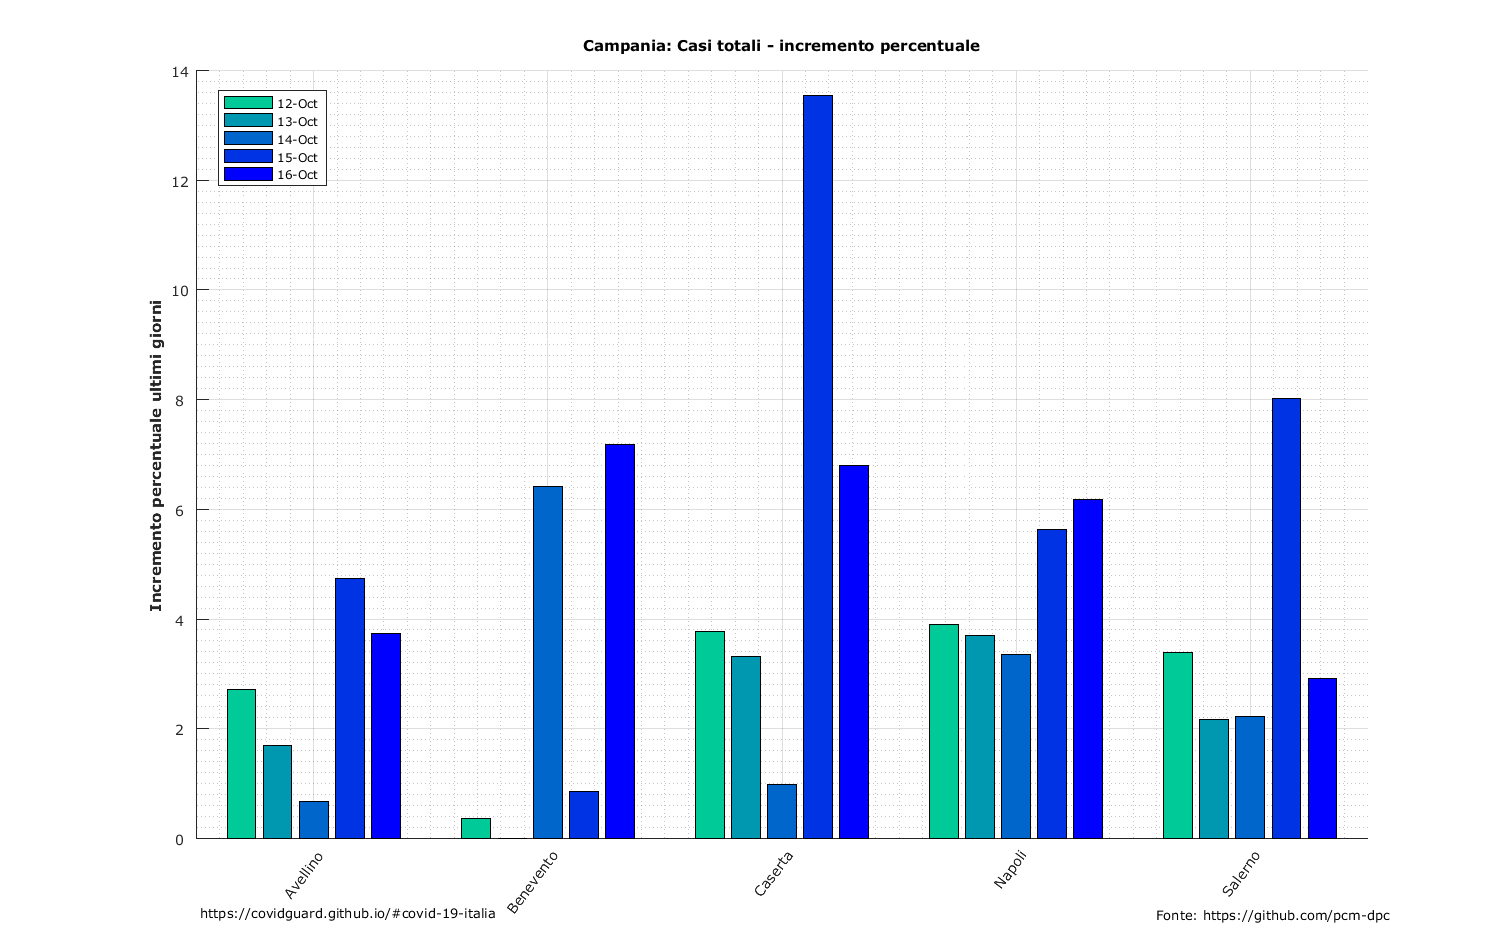 Campania: Casi totali - incremento percentuale
14
12
10
8
6
4
2
0
Incremento percentuale ultimi giorni
12-Oct
13-Oct
14-Oct
15-Oct
16-Oct
Avellino
Benevento
Caserta
Napoli
Salerno
https://covidguard.github.io/#covid-19-italia
Fonte: https://github.com/pcm-dpc